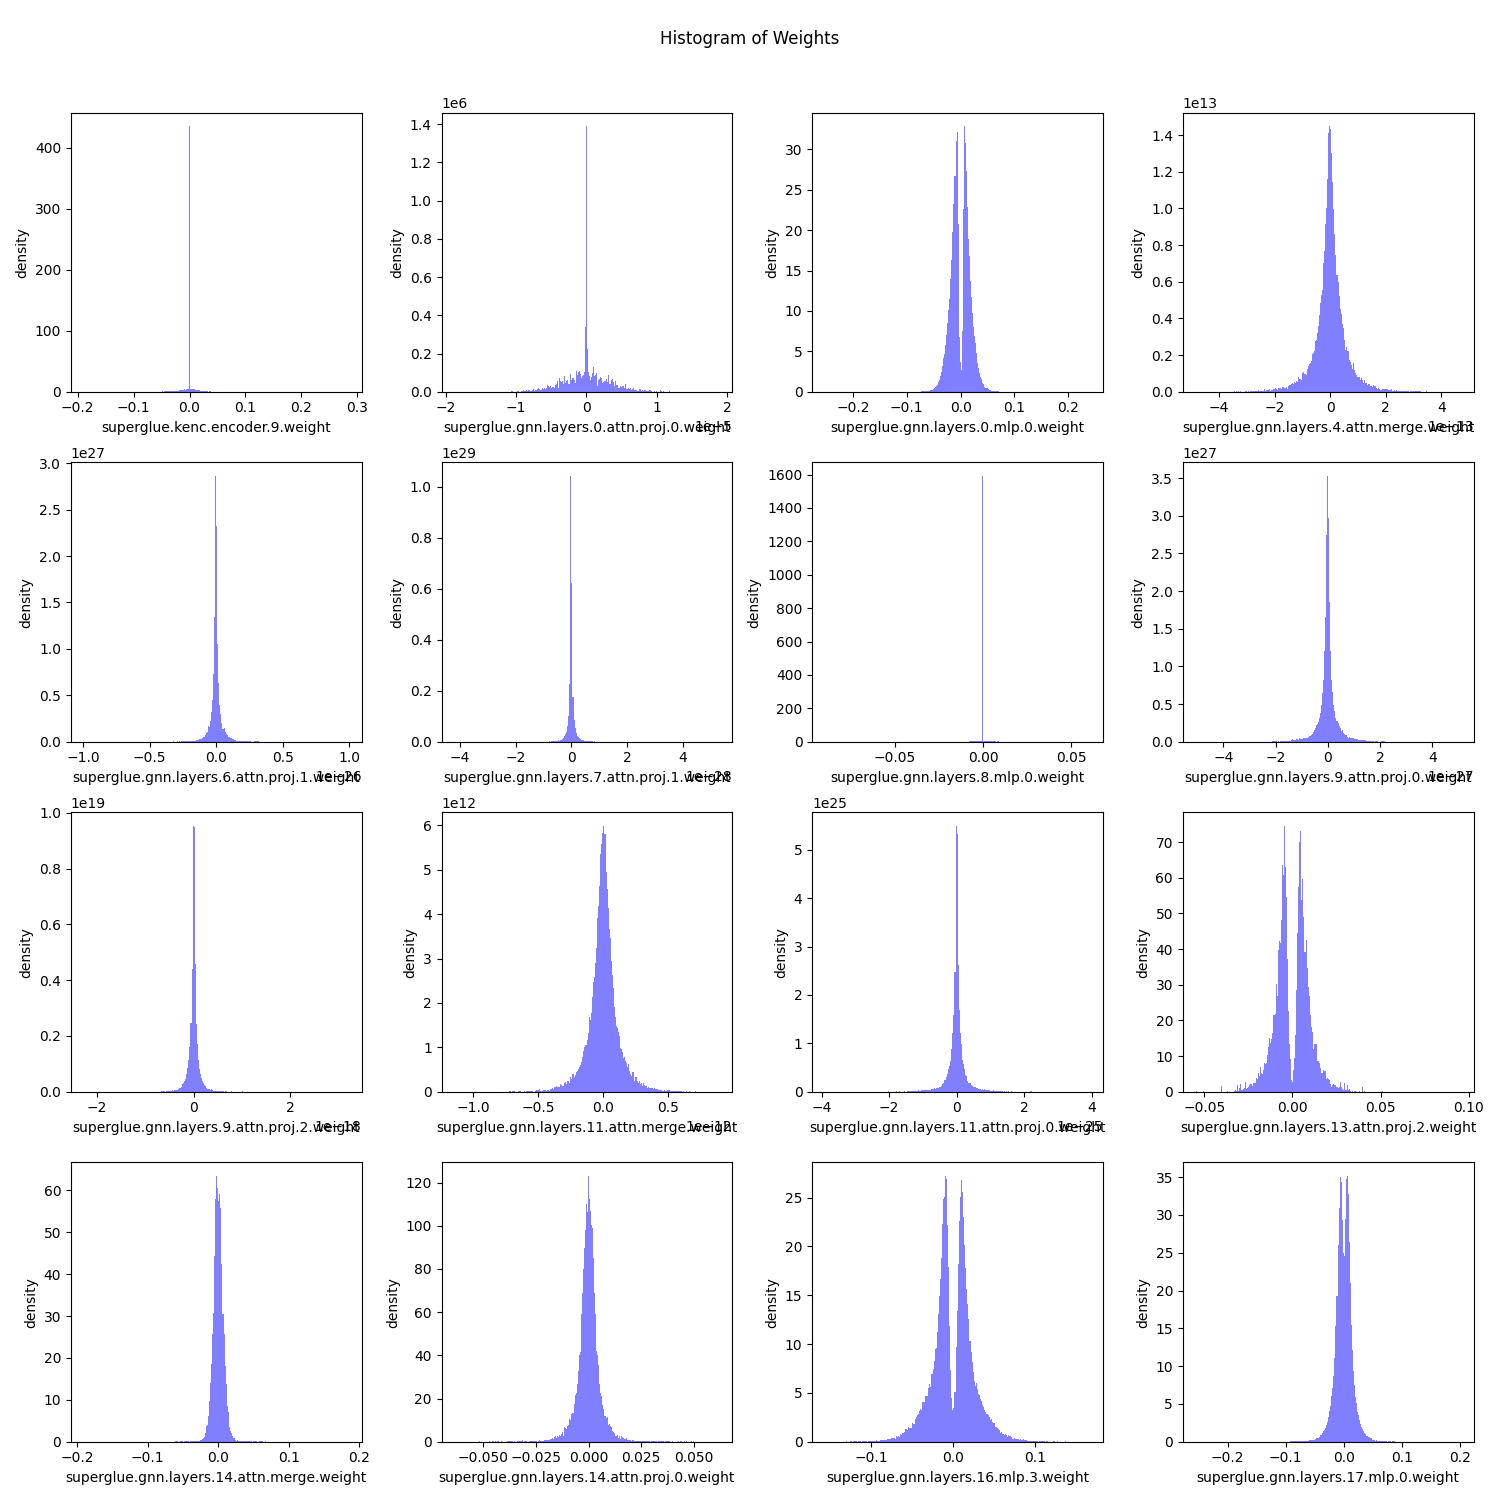 Histogram of Weights
1e6
1e13
400
300
200
100
0
density
−0.2 −0.1 0.0 0.1 0.2 0.3
superglue.kenc.encoder.9.weight
1.4
1.2
1.0
0.8
0.6
0.4
0.2
0.0
density
−2 −1 0 1 2
1e−5
superglue.gnn.layers.0.attn.proj.0.weight
30
25
20
15
10
5
0
density
−0.2 −0.1 0.0 0.1 0.2
superglue.gnn.layers.0.mlp.0.weight
1.4
1.2
1.0
0.8
0.6
0.4
0.2
0.0
density
−4 −2 0 2 4
1e−13
superglue.gnn.layers.4.attn.merge.weight
1e27
3.0
2.5
2.0
1.5
1.0
0.5
0.0
density
−1.0 −0.5 0.0 0.5 1.0
1e−26
superglue.gnn.layers.6.attn.proj.1.weight
1e29
1.0
0.8
0.6
0.4
0.2
0.0
density
−4 −2 0 2 4
1e−28
superglue.gnn.layers.7.attn.proj.1.weight
1600
1400
1200
1000
800
600
400
200
0
density
−0.05 0.00 0.05
superglue.gnn.layers.8.mlp.0.weight
1e27
3.5
3.0
2.5
2.0
1.5
1.0
0.5
0.0
density
−4 −2 0 2 4
1e−27
superglue.gnn.layers.9.attn.proj.0.weight
1e19
1.0
0.8
0.6
0.4
0.2
0.0
density
−2 0 2
1e−18
superglue.gnn.layers.9.attn.proj.2.weight
1e12
6
5
4
3
2
1
0
density
−1.0 −0.5 0.0 0.5
1e−12
superglue.gnn.layers.11.attn.merge.weight
1e25
5
4
3
2
1
0
density
−4 −2 0 2 4
1e−25
superglue.gnn.layers.11.attn.proj.0.weight
70
60
50
40
30
20
10
0
density
−0.05 0.00 0.05 0.10
superglue.gnn.layers.13.attn.proj.2.weight
60
50
40
30
20
10
0
density
−0.2 −0.1 0.0 0.1 0.2
superglue.gnn.layers.14.attn.merge.weight
120
100
80
60
40
20
0
density
−0.050 −0.025 0.000 0.025 0.050
superglue.gnn.layers.14.attn.proj.0.weight
25
20
15
10
5
0
density
−0.1 0.0 0.1
superglue.gnn.layers.16.mlp.3.weight
35
30
25
20
15
10
5
0
density
−0.2 −0.1 0.0 0.1 0.2
superglue.gnn.layers.17.mlp.0.weight